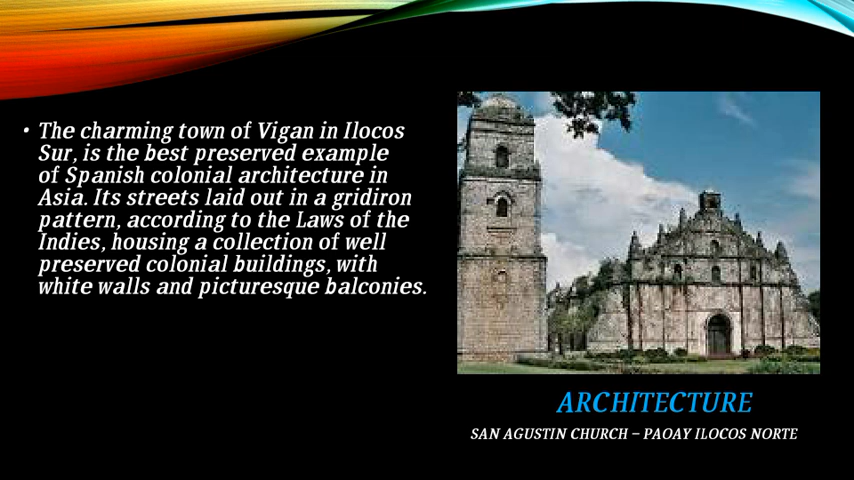 • The charming town of Vigan in Ilocos
Sur, is the best preserved example
of Spanish colonial architecture in
Asia. Its streets laid out in a gridiron
pattern, according to the Laws of the
Indies, housing a collection of well
preserved colonial buildings, with
white walls and picturesque balconies.
ARCHITECTURE
SAN AGUSTIN CHURCH – PAOAY ILOCOS NORTE